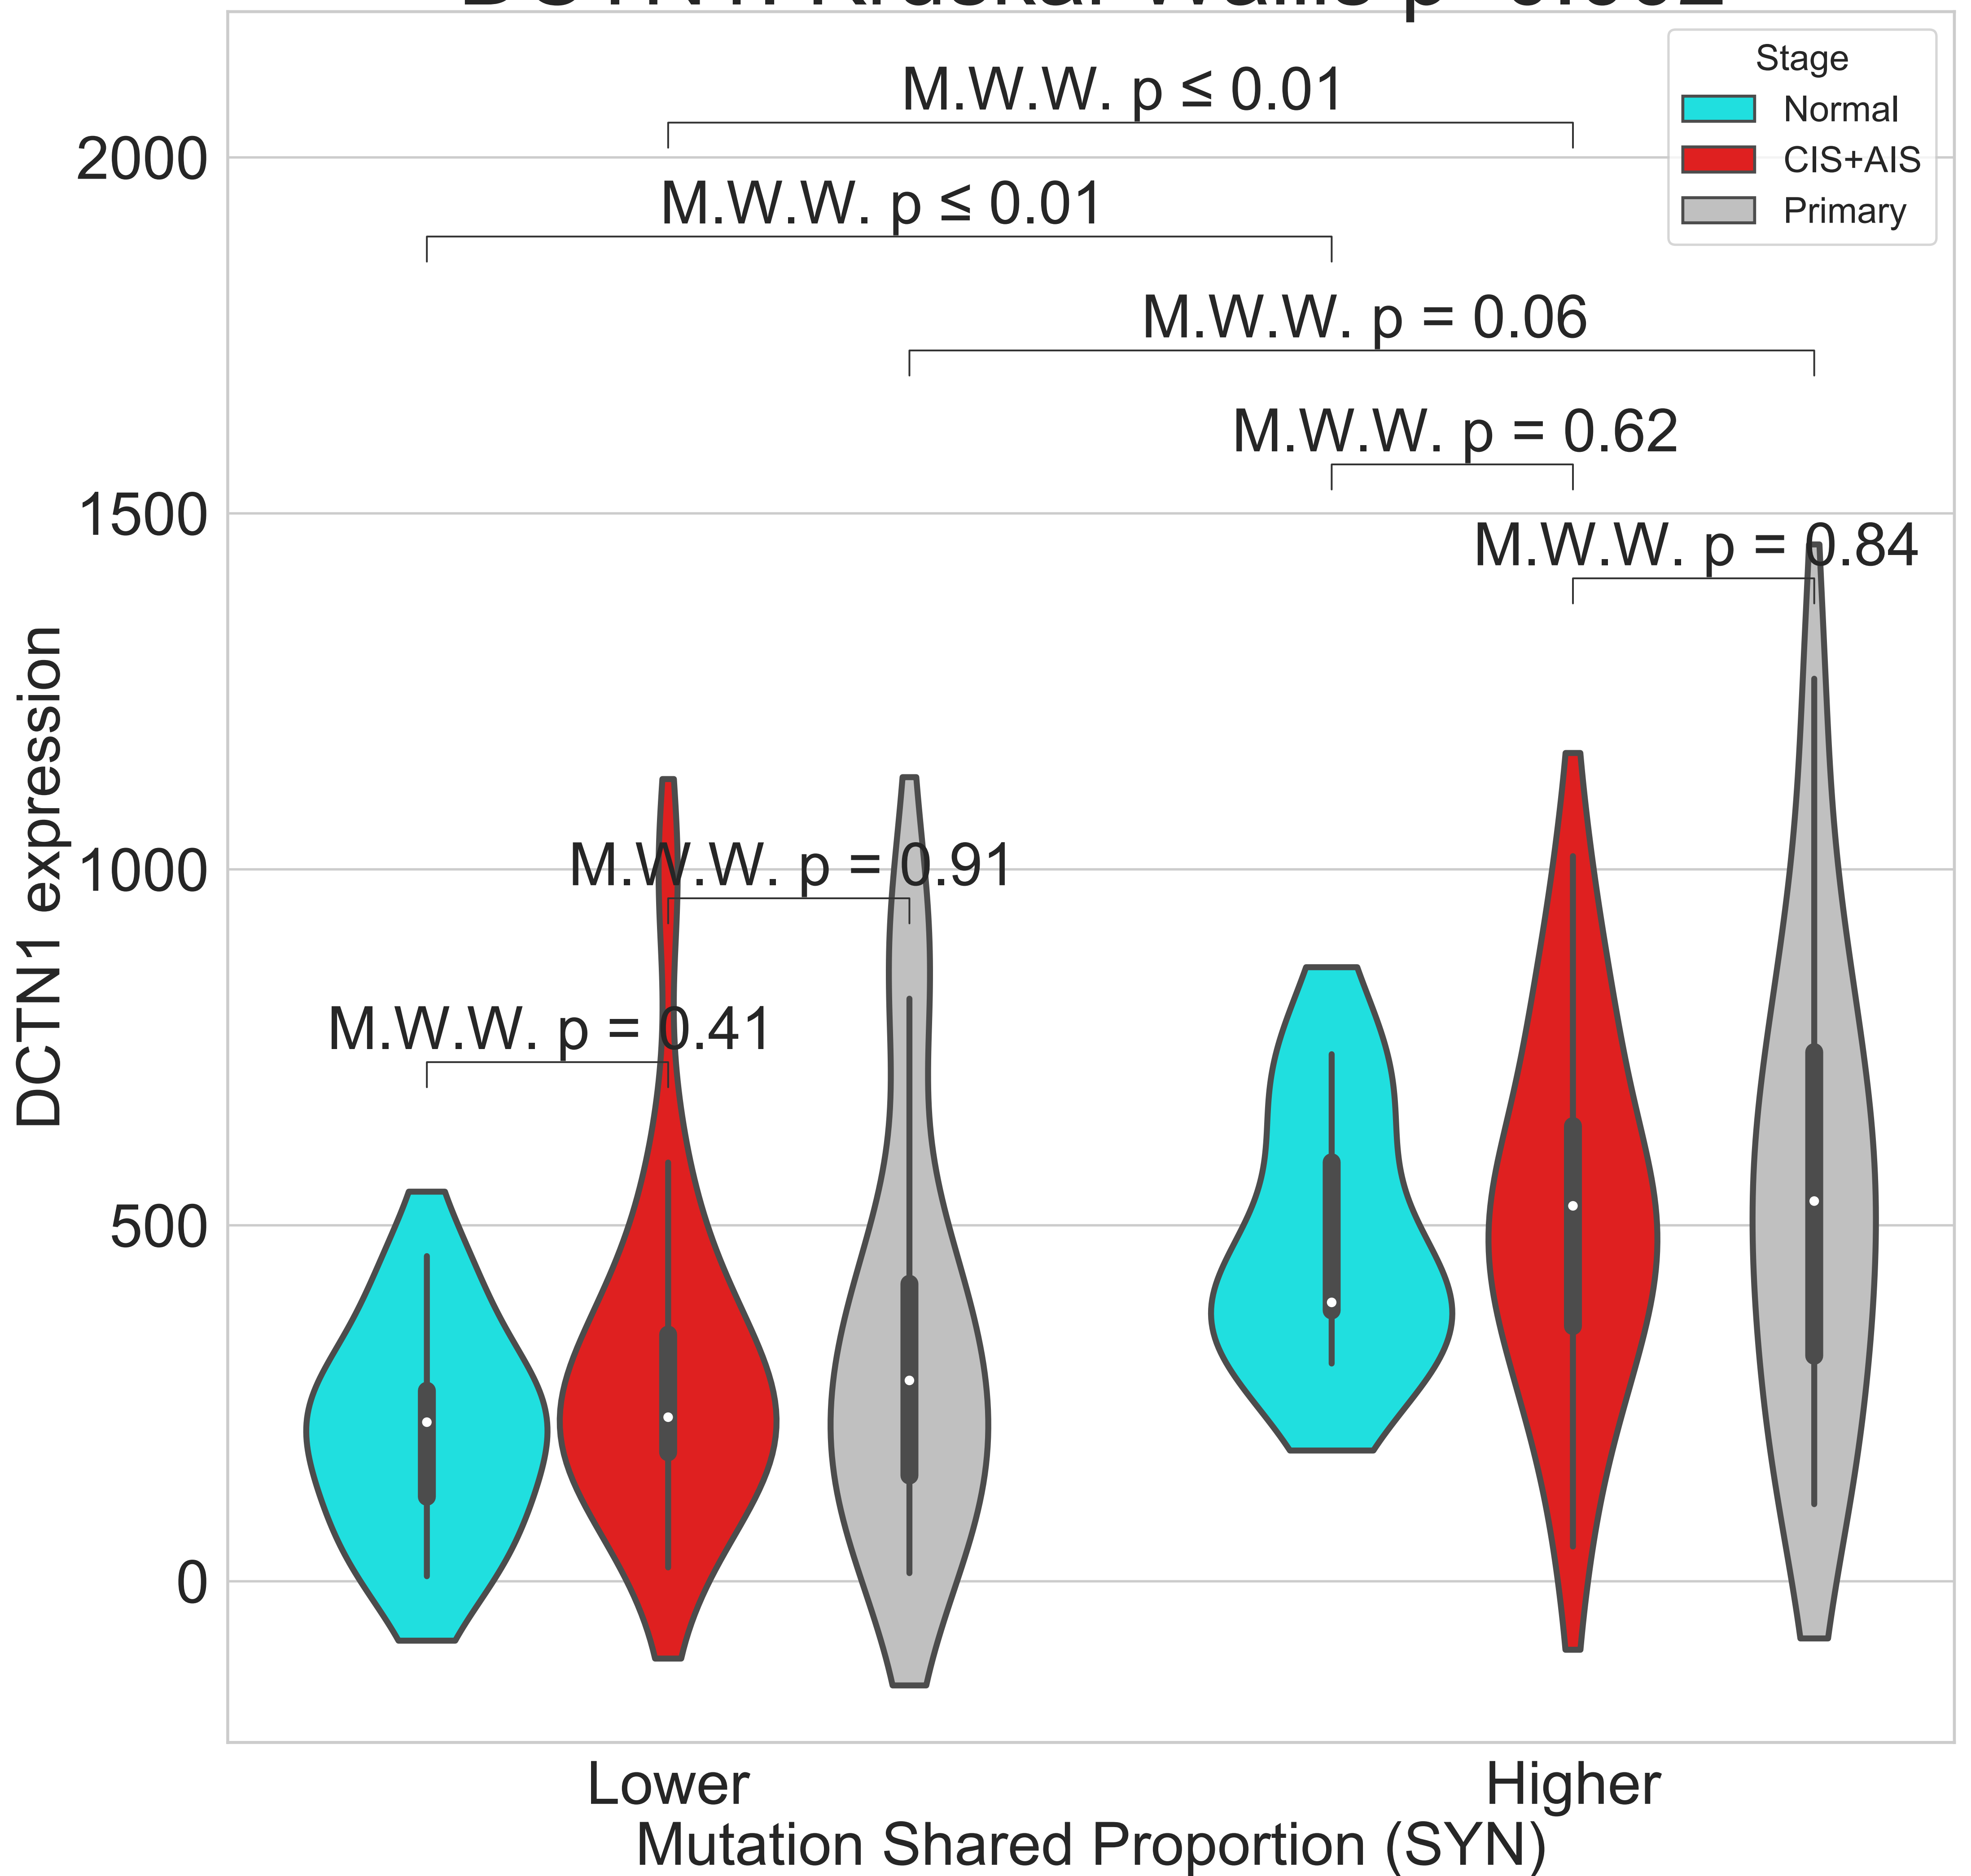 Stage
Normal
CIS+AIS
Primary
M.W.W. p ≤ 0.01
M.W.W. p ≤ 0.01
M.W.W. p = 0.06
M.W.W. p = 0.62
M.W.W. p = 0.84
M.W.W. p = 0.91
M.W.W. p = 0.41
2000
1500
1000
500
0
DCTN1 expression
Lower
Higher
Mutation Shared Proportion (SYN)